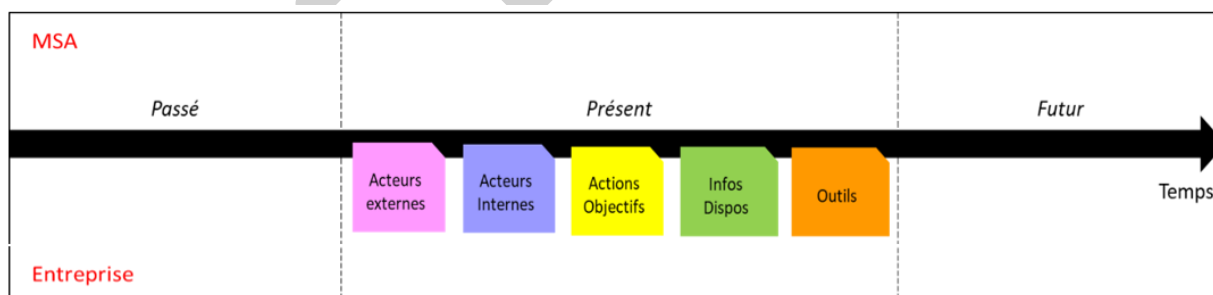 MSA
Passé
Présent
Futur
Acteurs
externes
Acteurs
Internes
Actions
Objectifs
Infos
Dispos
Outils
Temps
Entreprise